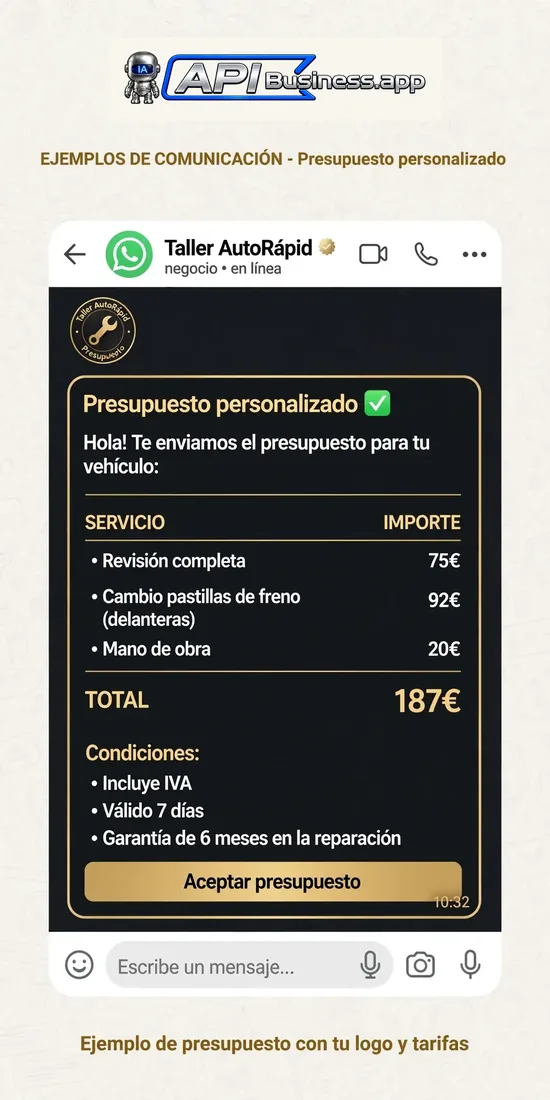 IA
API Business.app
EJEMPLOS DE COMUNICACIÓN - Presupuesto personalizado
Taller AutoRápid
negocio • en línea
Taller AutoRápid
Presupuesto
Presupuesto personalizado ✅
Hola! Te enviamos el presupuesto para tu
vehículo:
SERVICIO IMPORTE
• Revisión completa 75€
• Cambio pastillas de freno 92€
(delanteras)
• Mano de obra 20€
TOTAL 187€
Condiciones:
• Incluye IVA
• Válido 7 días
• Garantía de 6 meses en la reparación
Aceptar presupuesto
10:32
Escribe un mensaje...
Ejemplo de presupuesto con tu logo y tarifas